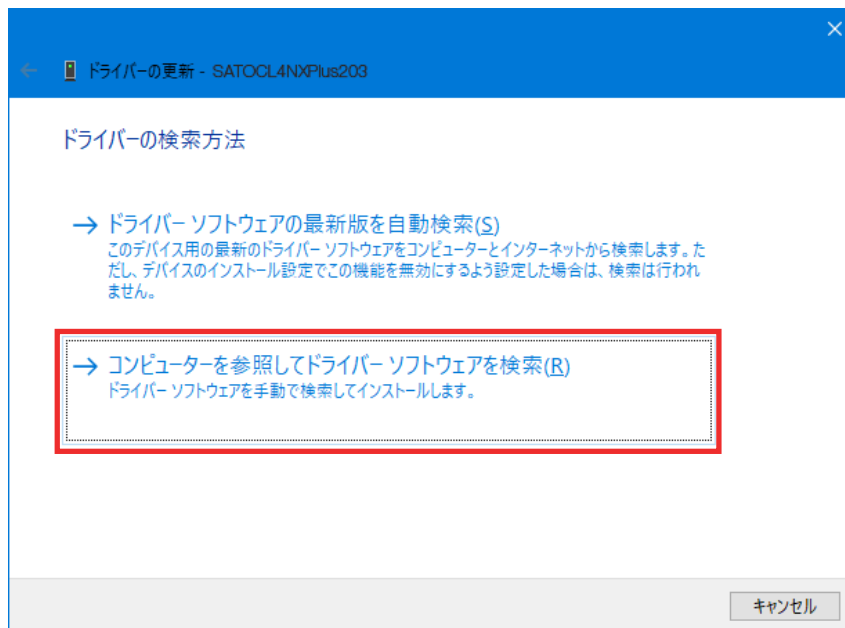 ドライバーの更新 - SATOCL4NXPlus203
ドライバーの検索方法
ドライバー ソフトウェアの最新版を自動検索(S)
このデバイス用の最新のドライバー ソフトウェアをコンピューターとインターネットから検索します。た
だし、デバイスのインストール設定でこの機能を無効にするよう設定した場合は、検索は行われ
ません。
コンピューターを参照してドライバー ソフトウェアを検索(R)
ドライバー ソフトウェアを手動で検索してインストールします。
キャンセル